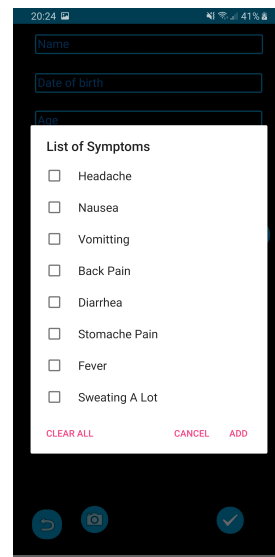 20:24 41%
Name
Date of birth
Age
List of Symptoms
Headache
Nausea
Vomitting
Back Pain
Diarrhea
Stomache Pain
Fever
Sweating A Lot
CLEAR ALL CANCEL ADD